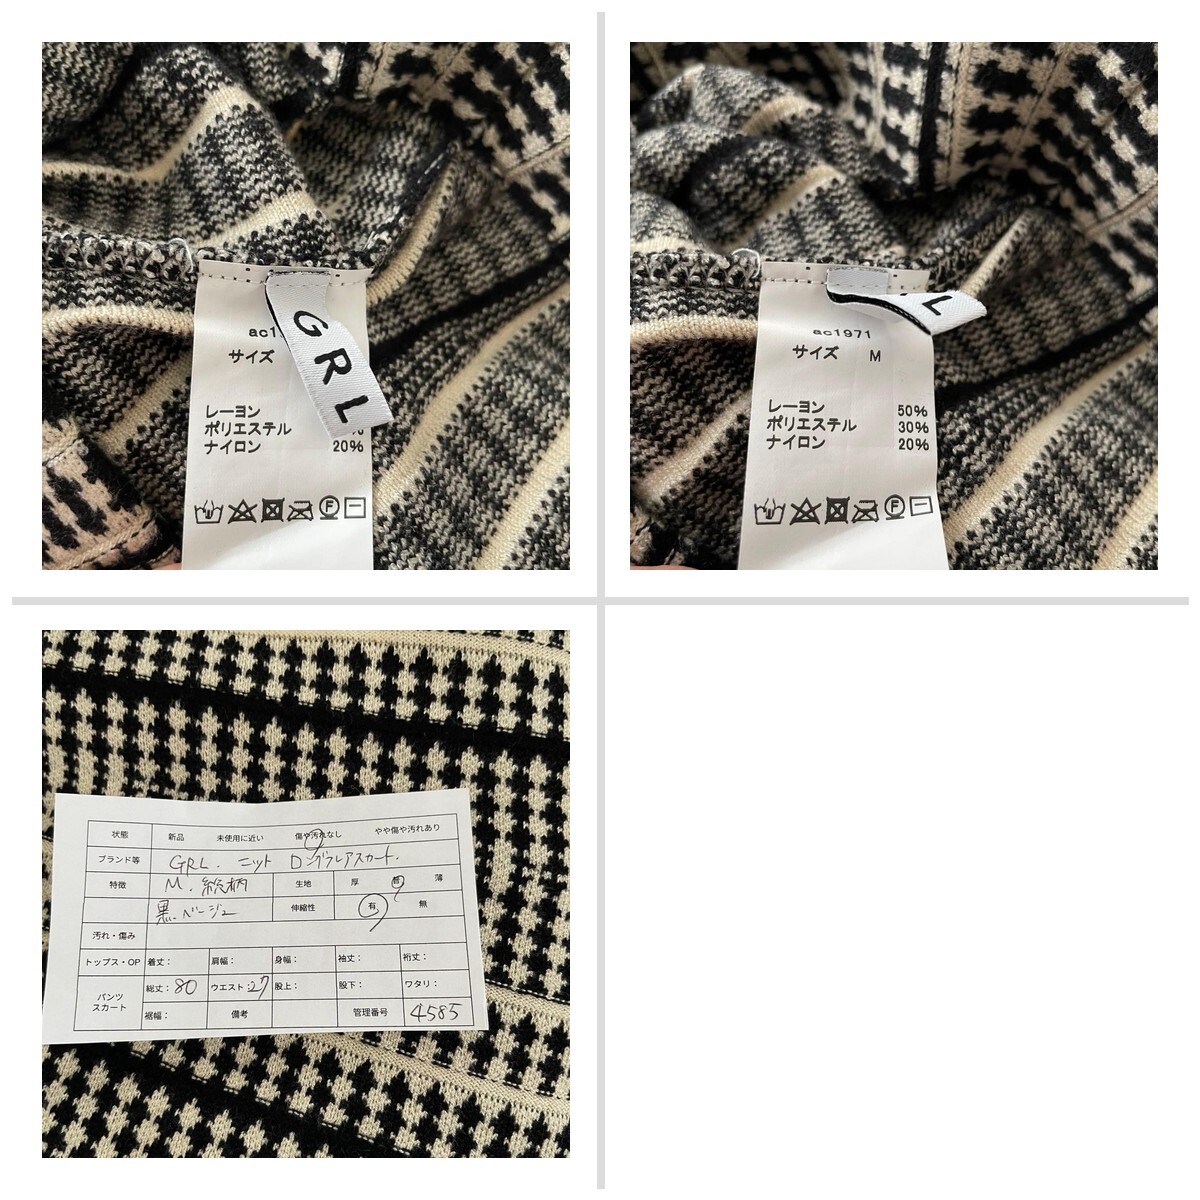 GRL
ac1
サイズ
レーヨン
ポリエステル %
ナイロン 20%
F
L
ac1971
サイズ M
レーヨン 50%
ポリエステル 30%
ナイロン 20%
F
状態 新品 未使用に近い 傷や汚れなし やや傷や汚れあり
ブランド等 GRL. ニット ロングフレアスカート.
特徴 M. 総柄 生地 厚 普 薄
黒. ベージュ 伸縮性 有 無
汚れ・傷み
トップス・OP 着丈: 肩幅: 身幅: 袖丈: 裄丈:
パンツ スカート 総丈: 80 ウエスト: 27 股上: 股下: ワタリ:
裾幅: 備考 管理番号 4585